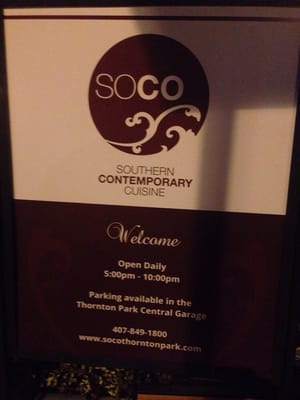 SOCO
SOUTHERN
CONTEMPORARY
CUISINE
Welcome
Open Daily
5:00pm - 10:00pm
Parking available in the
Thornton Park Central Garage
407-849-1800
www.socothorntonpark.com